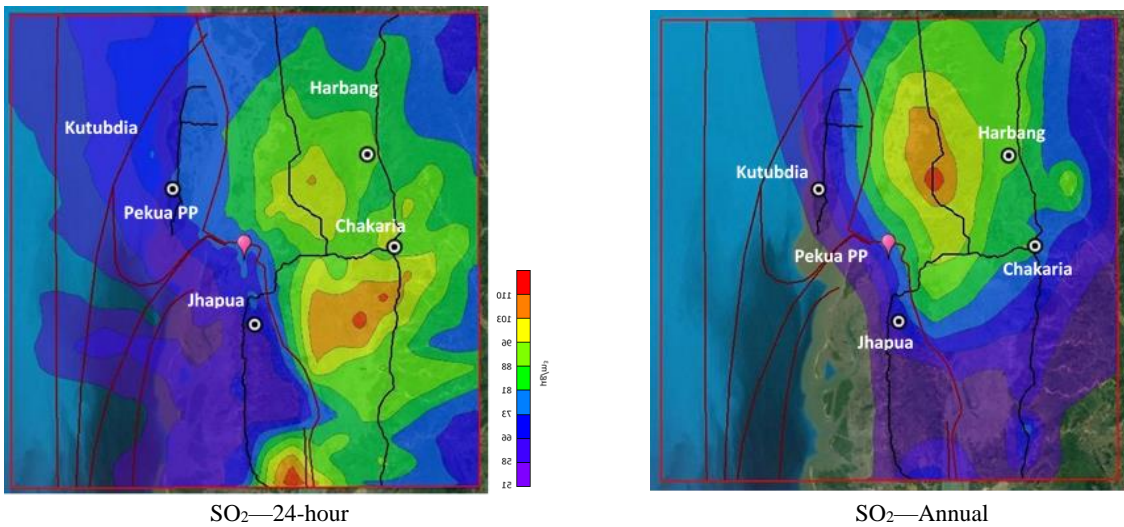 Harbang
Kutubdia
Pekua PP
Chakaria
Jhapua
110
103
96
88
81
73
66
58
51
µg/m³
SO₂—24-hour
Harbang
Kutubdia
Pekua PP
Chakaria
Jhapua
SO₂—Annual